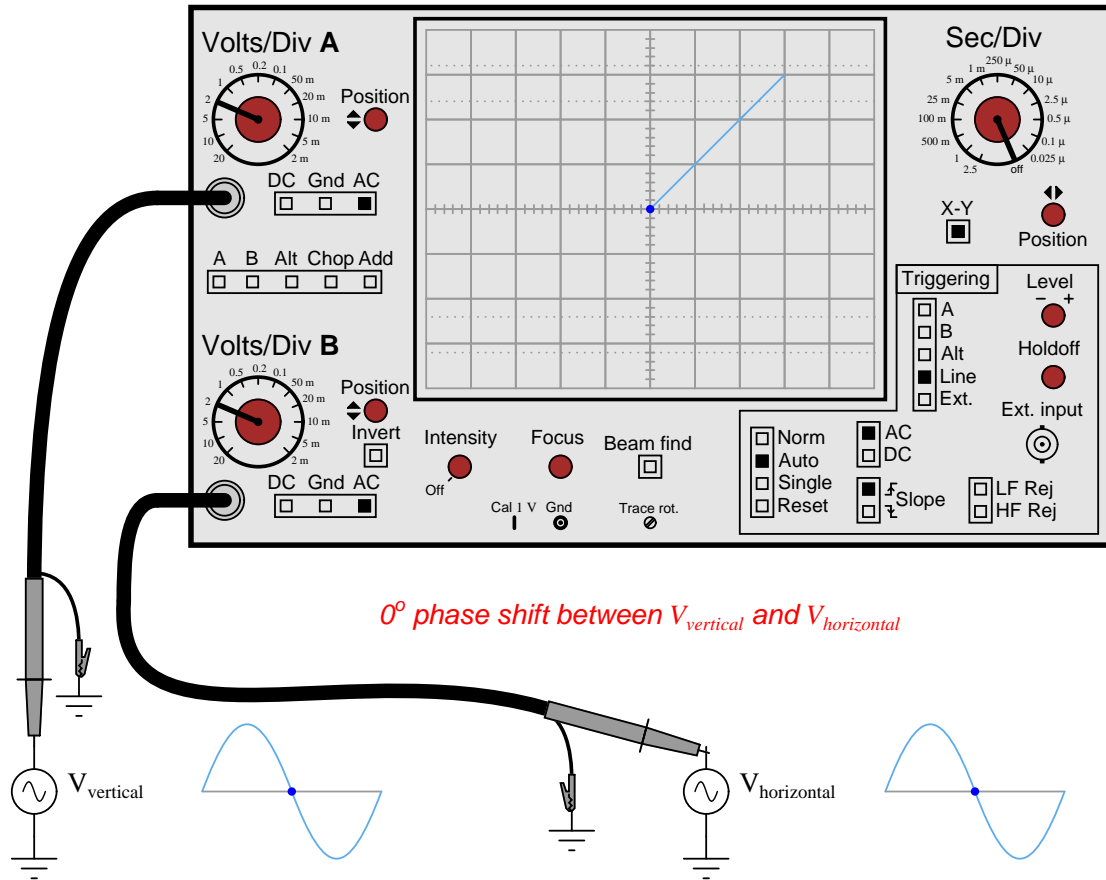 Volts/Div A
20 10 5 2 1 0.5 0.2 0.1 50 m 20 m 10 m 5 m 2 m
Position
DC Gnd AC
A B Alt Chop Add
Volts/Div B
20 10 5 2 1 0.5 0.2 0.1 50 m 20 m 10 m 5 m 2 m
Position
Invert
DC Gnd AC
Intensity
Off
Focus
Beam find
Cal 1 V Gnd
Trace rot.
Sec/Div
2.5 1 500 m 100 m 25 m 5 m 1 m 250 µ 50 µ 10 µ 2.5 µ 0.5 µ 0.1 µ 0.025 µ off
X-Y
Position
Triggering
A
B
Alt
Line
Ext.
Level
− +
Holdoff
Ext. input
Norm
Auto
Single
Reset
AC
DC
Slope
LF Rej
HF Rej
0o phase shift between Vvertical and Vhorizontal
Vvertical
Vhorizontal